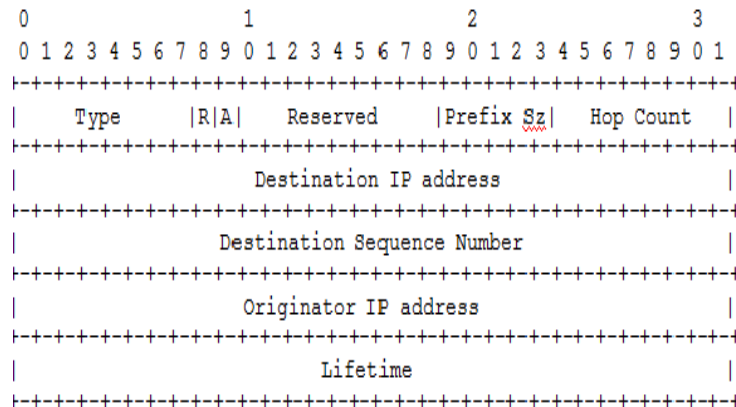 0                   1                   2                   3
0 1 2 3 4 5 6 7 8 9 0 1 2 3 4 5 6 7 8 9 0 1 2 3 4 5 6 7 8 9 0 1
+-+-+-+-+-+-+-+-+-+-+-+-+-+-+-+-+-+-+-+-+-+-+-+-+-+-+-+-+-+-+-+-+
| Type |R|A| Reserved |Prefix Sz| Hop Count |
+-+-+-+-+-+-+-+-+-+-+-+-+-+-+-+-+-+-+-+-+-+-+-+-+-+-+-+-+-+-+-+-+
| Destination IP address |
+-+-+-+-+-+-+-+-+-+-+-+-+-+-+-+-+-+-+-+-+-+-+-+-+-+-+-+-+-+-+-+-+
| Destination Sequence Number |
+-+-+-+-+-+-+-+-+-+-+-+-+-+-+-+-+-+-+-+-+-+-+-+-+-+-+-+-+-+-+-+-+
| Originator IP address |
+-+-+-+-+-+-+-+-+-+-+-+-+-+-+-+-+-+-+-+-+-+-+-+-+-+-+-+-+-+-+-+-+
| Lifetime |
+-+-+-+-+-+-+-+-+-+-+-+-+-+-+-+-+-+-+-+-+-+-+-+-+-+-+-+-+-+-+-+-+